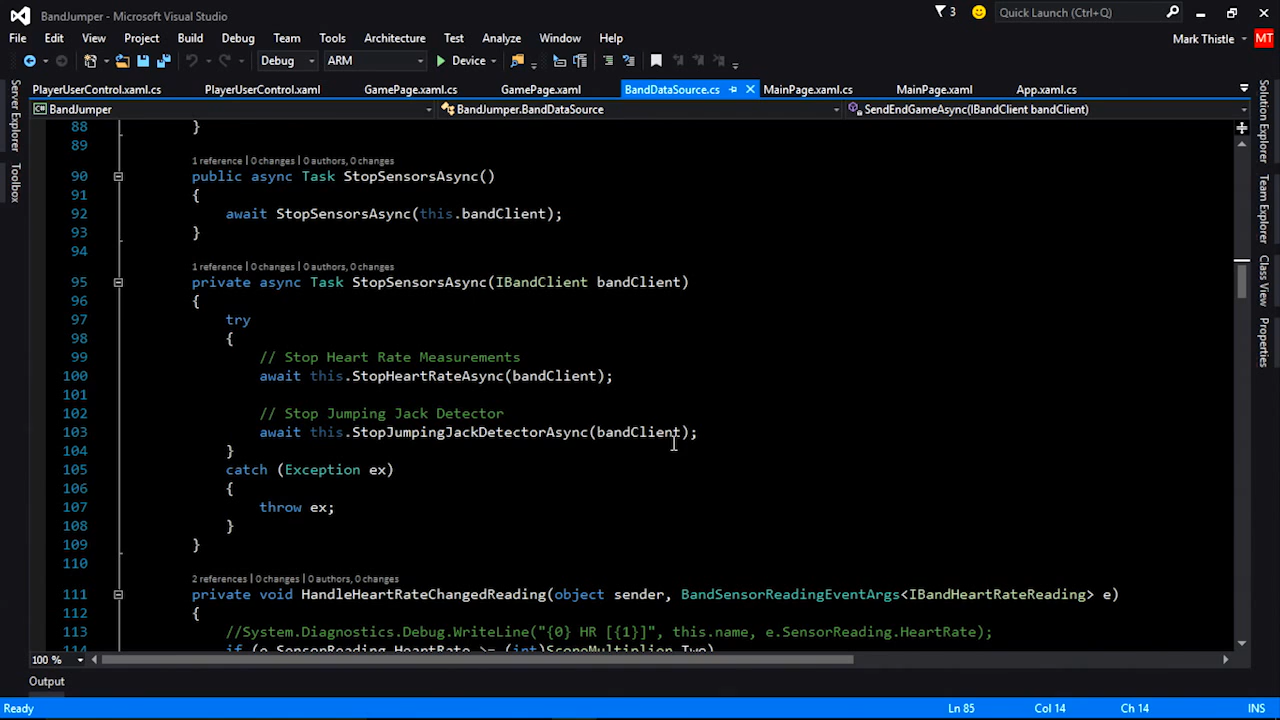 BandJumper - Microsoft Visual Studio
3
Quick Launch (Ctrl+Q)
File Edit View Project Build Debug Team Tools Architecture Test Analyze Window Help
Mark Thistle MT
Debug ARM Device
PlayerUserControl.xaml.cs PlayerUserControl.xaml GamePage.xaml.cs GamePage.xaml BandDataSource.cs MainPage.xaml.cs MainPage.xaml App.xaml.cs
BandJumper BandJumper.BandDataSource SendEndGameAsync(IBandClient bandClient)
Server Explorer
Toolbox
Solution Explorer
Team Explorer
Class View
Properties
88 }
89
1 reference | 0 changes | 0 authors, 0 changes
90 public async Task StopSensorsAsync()
91 {
92 await StopSensorsAsync(this.bandClient);
93 }
94
1 reference | 0 changes | 0 authors, 0 changes
95 private async Task StopSensorsAsync(IBandClient bandClient)
96 {
97 try
98 {
99 // Stop Heart Rate Measurements
100 await this.StopHeartRateAsync(bandClient);
101
102 // Stop Jumping Jack Detector
103 await this.StopJumpingJackDetectorAsync(bandClient);
104 }
105 catch (Exception ex)
106 {
107 throw ex;
108 }
109 }
110
2 references | 0 changes | 0 authors, 0 changes
111 private void HandleHeartRateChangedReading(object sender, BandSensorReadingEventArgs<IBandHeartRateReading> e)
112 {
113 //System.Diagnostics.Debug.WriteLine("{0} HR [{1}]", this.name, e.SensorReading.HeartRate);
114 if (e.SensorReading.HeartRate >= (int)ScoreMultiplier.Two)
100 %
Output
Ready Ln 85 Col 14 Ch 14 INS